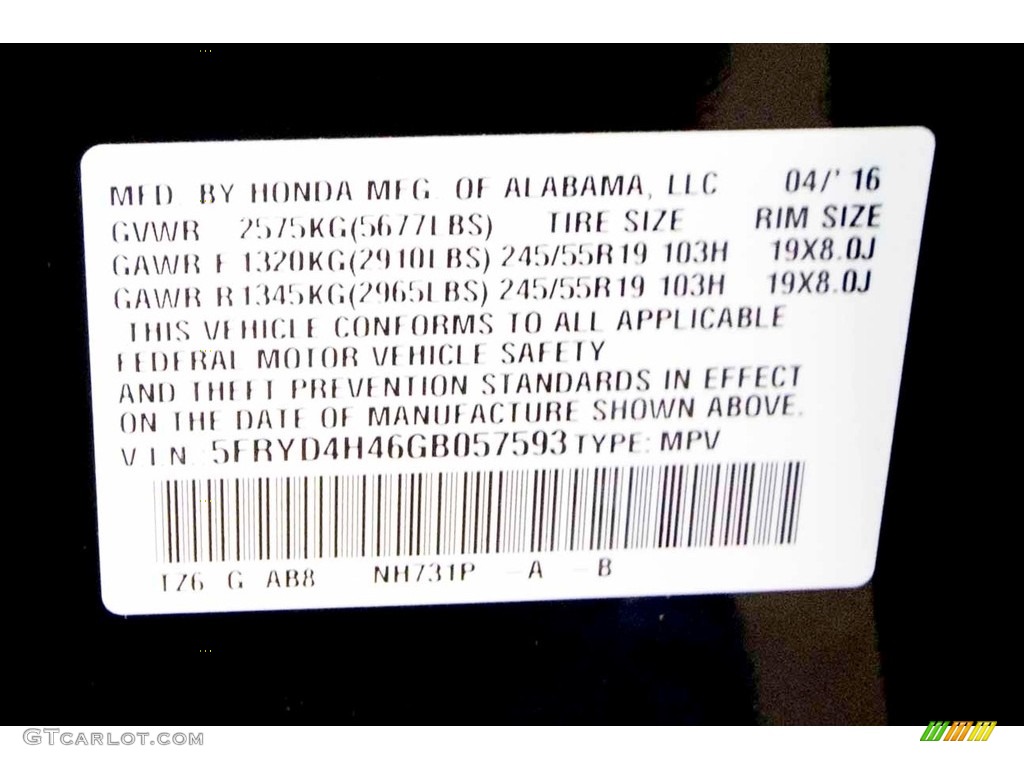 MFD. BY HONDA MFG. OF ALABAMA, LLC 04/' 16
GVWR 2575KG(5677LBS) TIRE SIZE RIM SIZE
GAWR F 1320KG(2910LBS) 245/55R19 103H 19X8.0J
GAWR R 1345KG(2965LBS) 245/55R19 103H 19X8.0J
THIS VEHICLE CONFORMS TO ALL APPLICABLE
FEDERAL MOTOR VEHICLE SAFETY
AND THEFT PREVENTION STANDARDS IN EFFECT
ON THE DATE OF MANUFACTURE SHOWN ABOVE.
V.I.N. 5FRYD4H46GB057593 TYPE: MPV
TZ6 G AB8 NH731P - A - B
GTCarlot.com